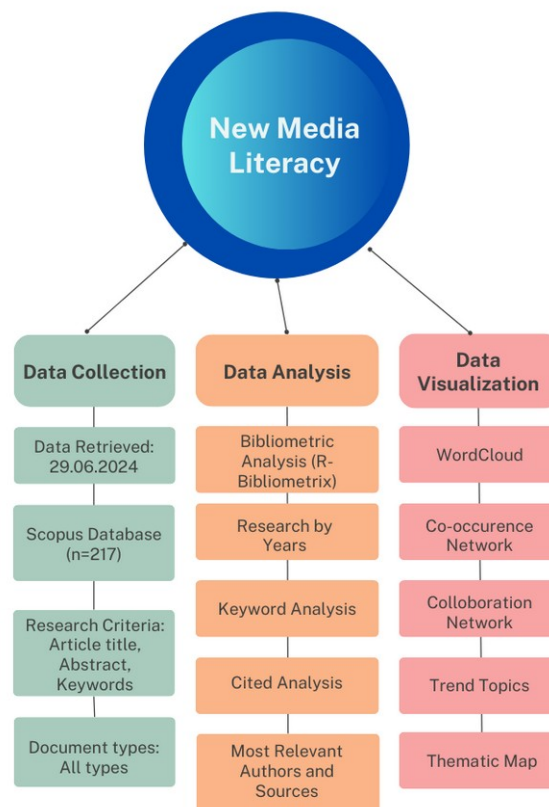 New Media
Literacy
Data Collection
Data Retrieved:
29.06.2024
Scopus Database
(n=217)
Research Criteria:
Article title,
Abstract,
Keywords
Document types:
All types
Data Analysis
Bibliometric
Analysis (R-
Bibliometrix)
Research by
Years
Keyword Analysis
Cited Analysis
Most Relevant
Authors and
Sources
Data
Visualization
WordCloud
Co-occurence
Network
Colloboration
Network
Trend Topics
Thematic Map